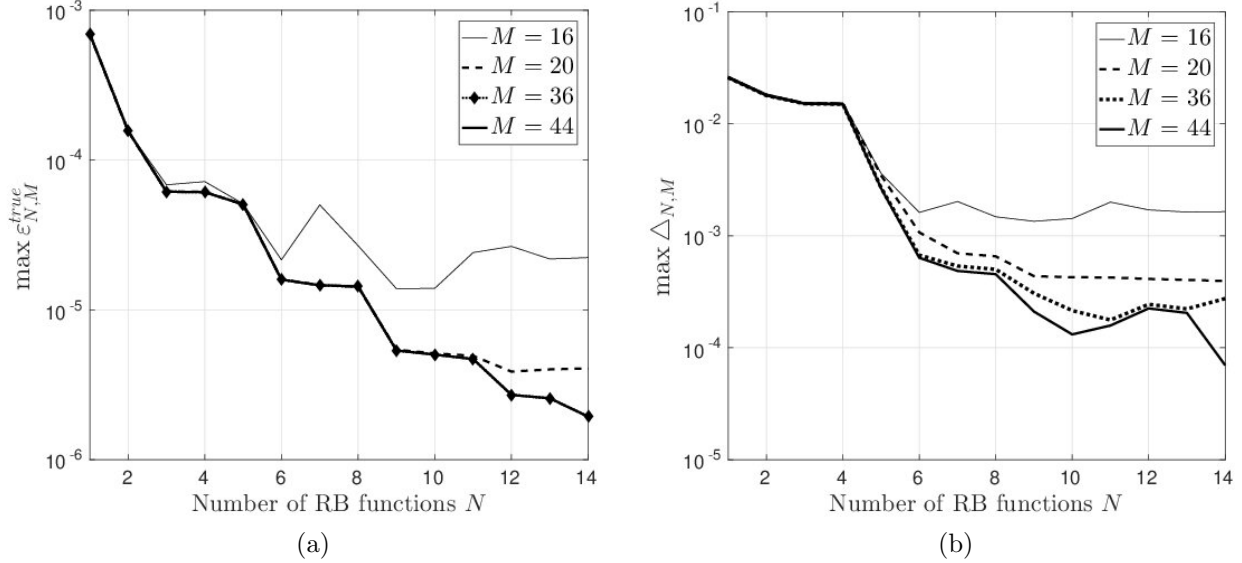 10⁻³
10⁻⁴
10⁻⁵
10⁻⁶
max ε^{true}_{N,M}
M = 16
M = 20
M = 36
M = 44
2 4 6 8 10 12 14
Number of RB functions N
(a)
10⁻¹
10⁻²
10⁻³
10⁻⁴
10⁻⁵
max △_{N,M}
M = 16
M = 20
M = 36
M = 44
2 4 6 8 10 12 14
Number of RB functions N
(b)